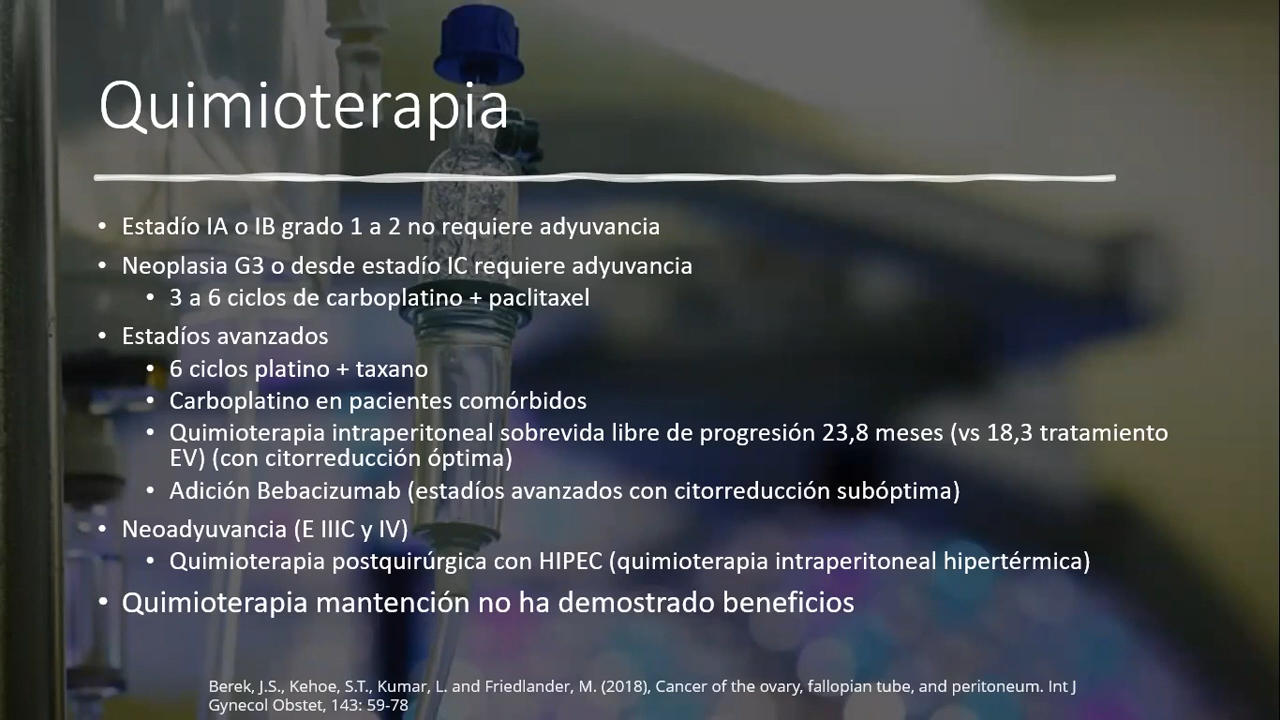 Quimioterapia
• Estadío IA o IB grado 1 a 2 no requiere adyuvancia
• Neoplasia G3 o desde estadío IC requiere adyuvancia
• 3 a 6 ciclos de carboplatino + paclitaxel
• Estadíos avanzados
• 6 ciclos platino + taxano
• Carboplatino en pacientes comórbidos
• Quimioterapia intraperitoneal sobrevida libre de progresión 23,8 meses (vs 18,3 tratamiento
EV) (con citorreducción óptima)
• Adición Bebacizumab (estadíos avanzados con citorreducción subóptima)
• Neoadyuvancia (E IIIC y IV)
• Quimioterapia postquirúrgica con HIPEC (quimioterapia intraperitoneal hipertérmica)
• Quimioterapia mantención no ha demostrado beneficios
Berek, J.S., Kehoe, S.T., Kumar, L. and Friedlander, M. (2018), Cancer of the ovary, fallopian tube, and peritoneum. Int J
Gynecol Obstet, 143: 59-78